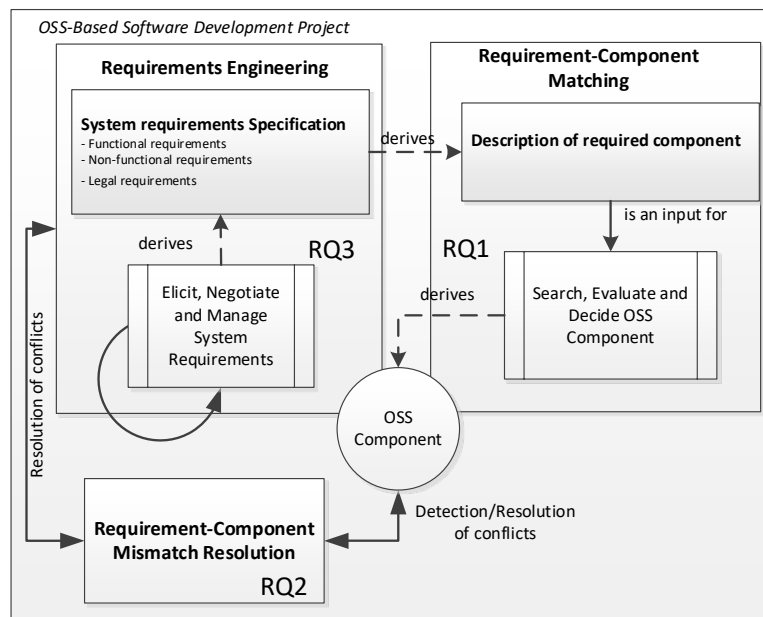 OSS-Based Software Development Project
Requirements Engineering
System requirements Specification
- Functional requirements
- Non-functional requirements
- Legal requirements
derives
RQ3
Elicit, Negotiate
and Manage
System
Requirements
derives
Requirement-Component
Matching
Description of required component
is an input for
RQ1
Search, Evaluate and
Decide OSS
Component
derives
OSS
Component
Resolution of conflicts
Requirement-Component
Mismatch Resolution
RQ2
Detection/Resolution
of conflicts